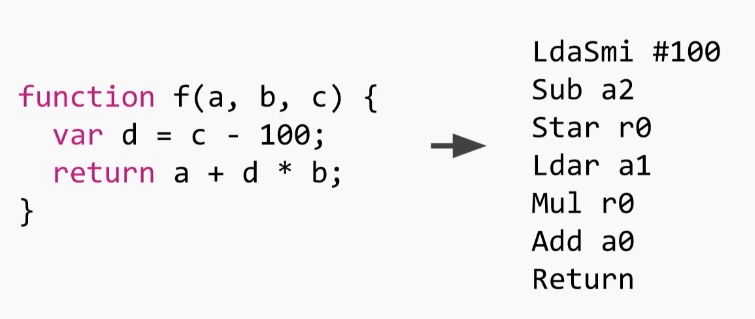 function f(a, b, c) {
  var d = c - 100;
  return a + d * b;
}
LdaSmi #100
Sub a2
Star r0
Ldar a1
Mul r0
Add a0
Return